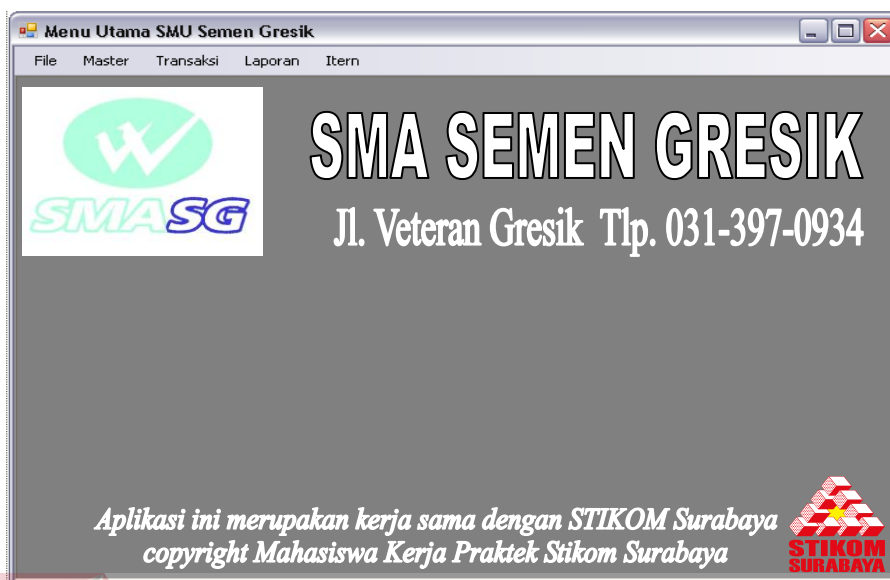 Menu Utama SMU Semen Gresik
File Master Transaksi Laporan Itern
SMASG
SMA SEMEN GRESIK
Jl. Veteran Gresik Tlp. 031-397-0934
Aplikasi ini merupakan kerja sama dengan STIKOM Surabaya
copyright Mahasiswa Kerja Praktek Stikom Surabaya
STIKOM
SURABAYA